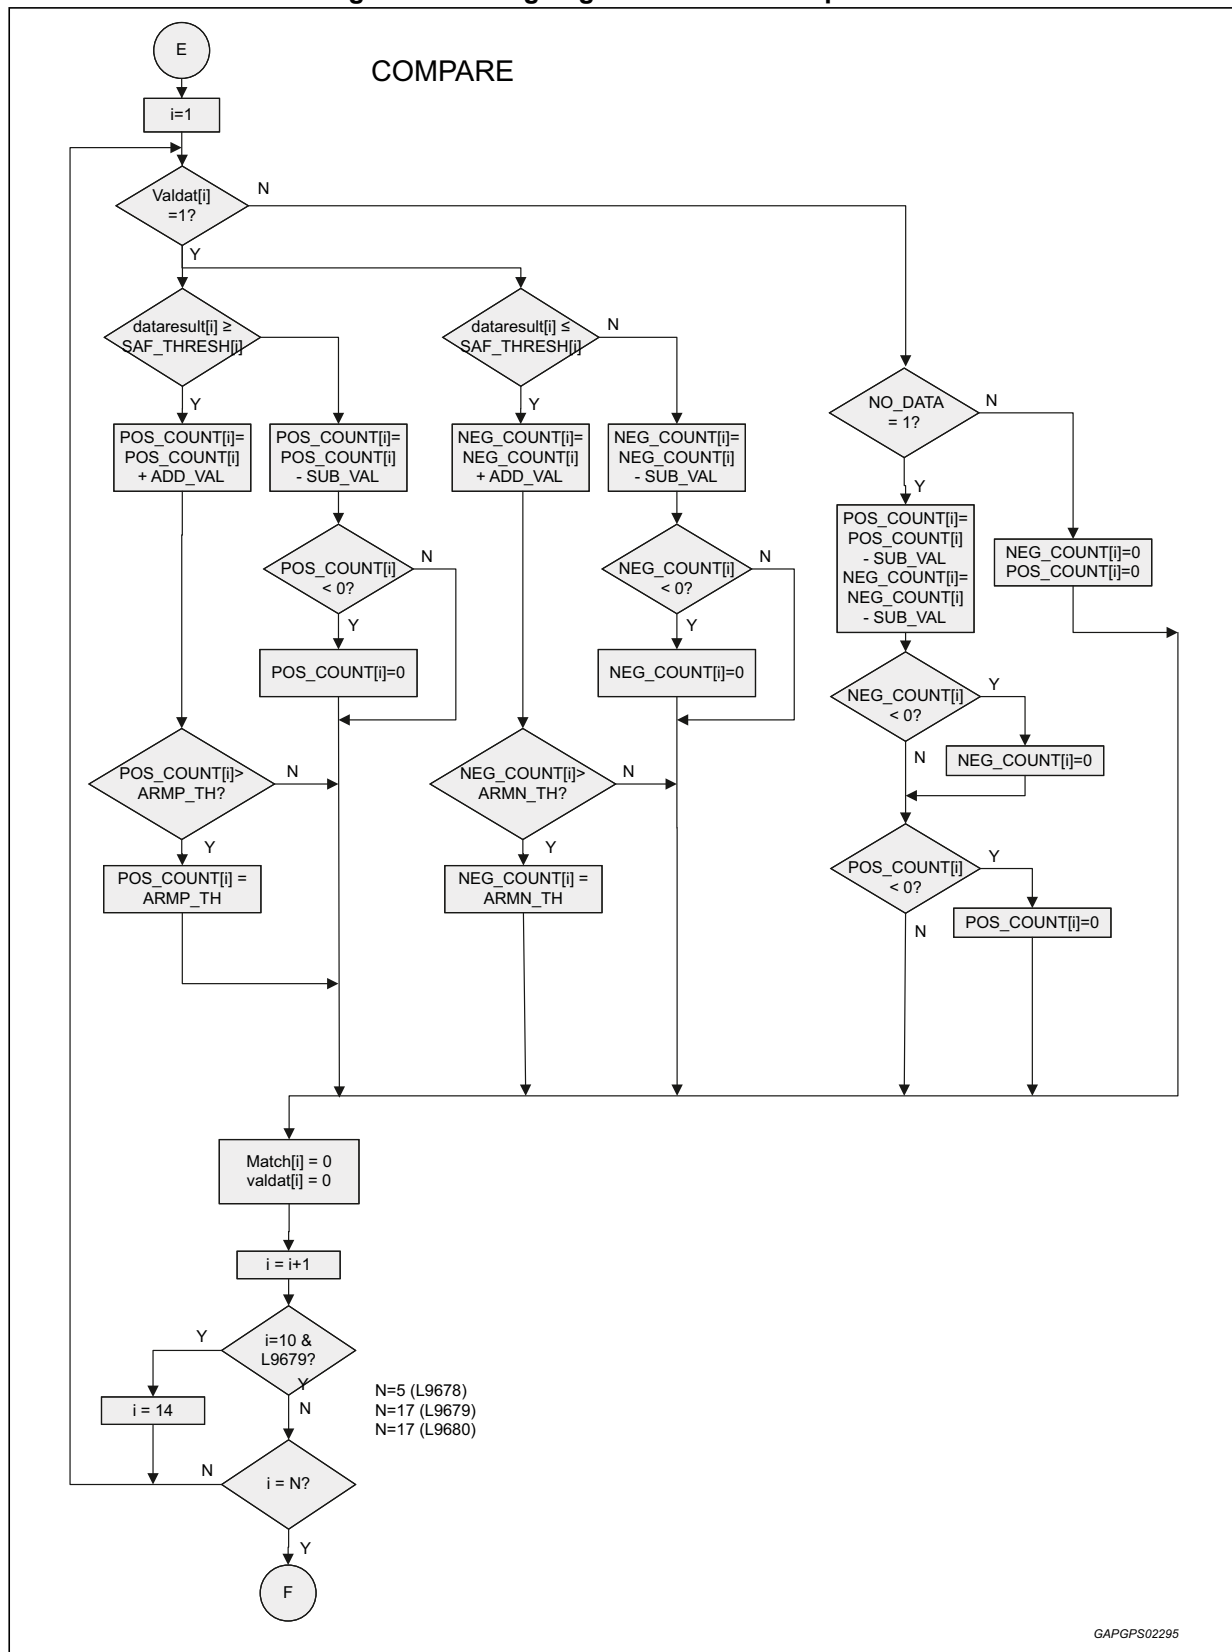 COMPARE
E
i=1
Valdat[i]
=1?
N
Y
dataresult[i] ≥
SAF_THRESH[i]
Y
dataresult[i] ≤
SAF_THRESH[i]
N
Y
NO_DATA
= 1?
N
Y
POS_COUNT[i]=
POS_COUNT[i]
+ ADD_VAL
POS_COUNT[i]=
POS_COUNT[i]
- SUB_VAL
NEG_COUNT[i]=
NEG_COUNT[i]
+ ADD_VAL
NEG_COUNT[i]=
NEG_COUNT[i]
- SUB_VAL
POS_COUNT[i]=
POS_COUNT[i]
- SUB_VAL
NEG_COUNT[i]=
NEG_COUNT[i]
- SUB_VAL
NEG_COUNT[i]=0
POS_COUNT[i]=0
POS_COUNT[i]
< 0?
N
Y
NEG_COUNT[i]
< 0?
N
Y
POS_COUNT[i]=0
NEG_COUNT[i]=0
NEG_COUNT[i]
< 0?
Y
N
NEG_COUNT[i]=0
POS_COUNT[i]>
ARMP_TH?
N
Y
NEG_COUNT[i]>
ARMN_TH?
N
Y
POS_COUNT[i] =
ARMP_TH
NEG_COUNT[i] =
ARMN_TH
POS_COUNT[i]
< 0?
Y
N
POS_COUNT[i]=0
Match[i] = 0
valdat[i] = 0
i = i+1
i=10 &
L9679?
Y
Y
N
i = 14
N=5 (L9678)
N=17 (L9679)
N=17 (L9680)
i = N?
N
Y
F
GAPGPS02295